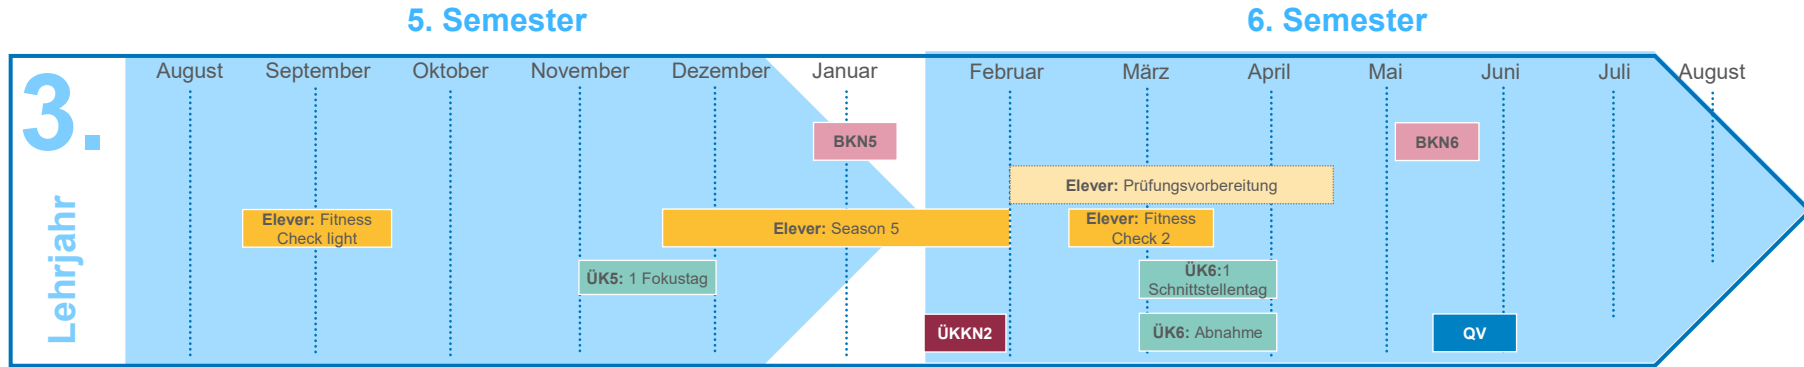 5. Semester
6. Semester
3.
Lehrjahr
August
September
Oktober
November
Dezember
Januar
Februar
März
April
Mai
Juni
Juli
August
BKN5
BKN6
Elever: Prüfungsvorbereitung
Elever: Fitness
Check light
Elever: Season 5
Elever: Fitness
Check 2
ÜK5: 1 Fokustag
ÜK6:1
Schnittstellentag
ÜKKN2
ÜK6: Abnahme
QV